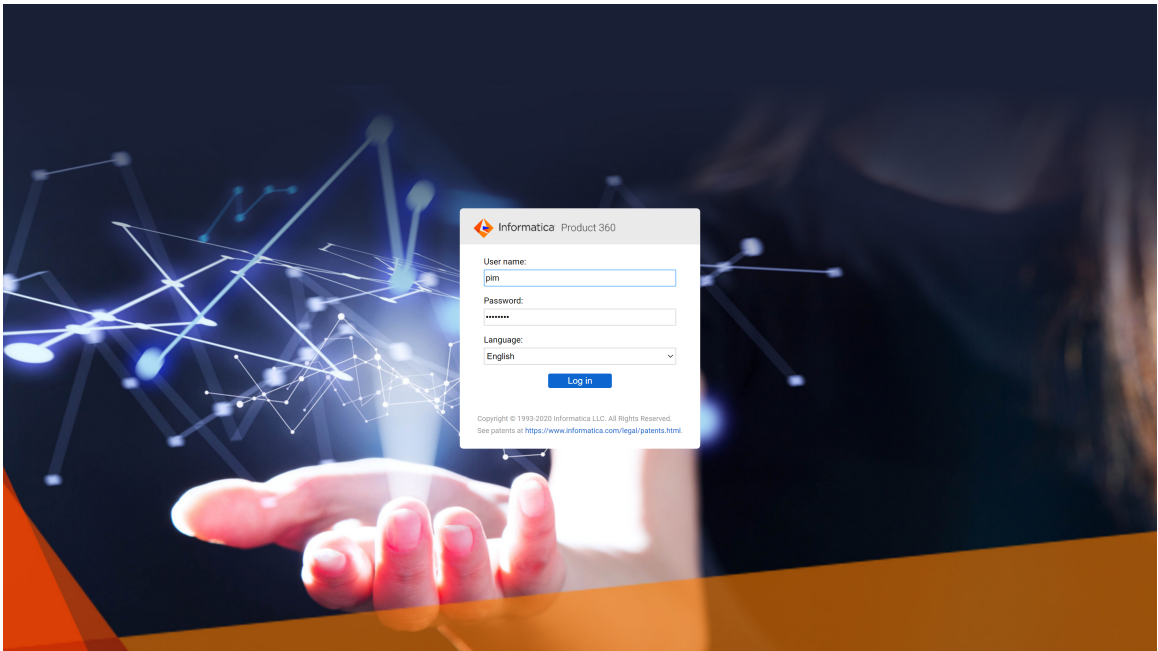 Informatica Product 360
User name:
pim
Password:
••••••••
Language:
English
Log in
Copyright © 1993-2020 Informatica LLC. All Rights Reserved.
See patents at https://www.informatica.com/legal/patents.html.